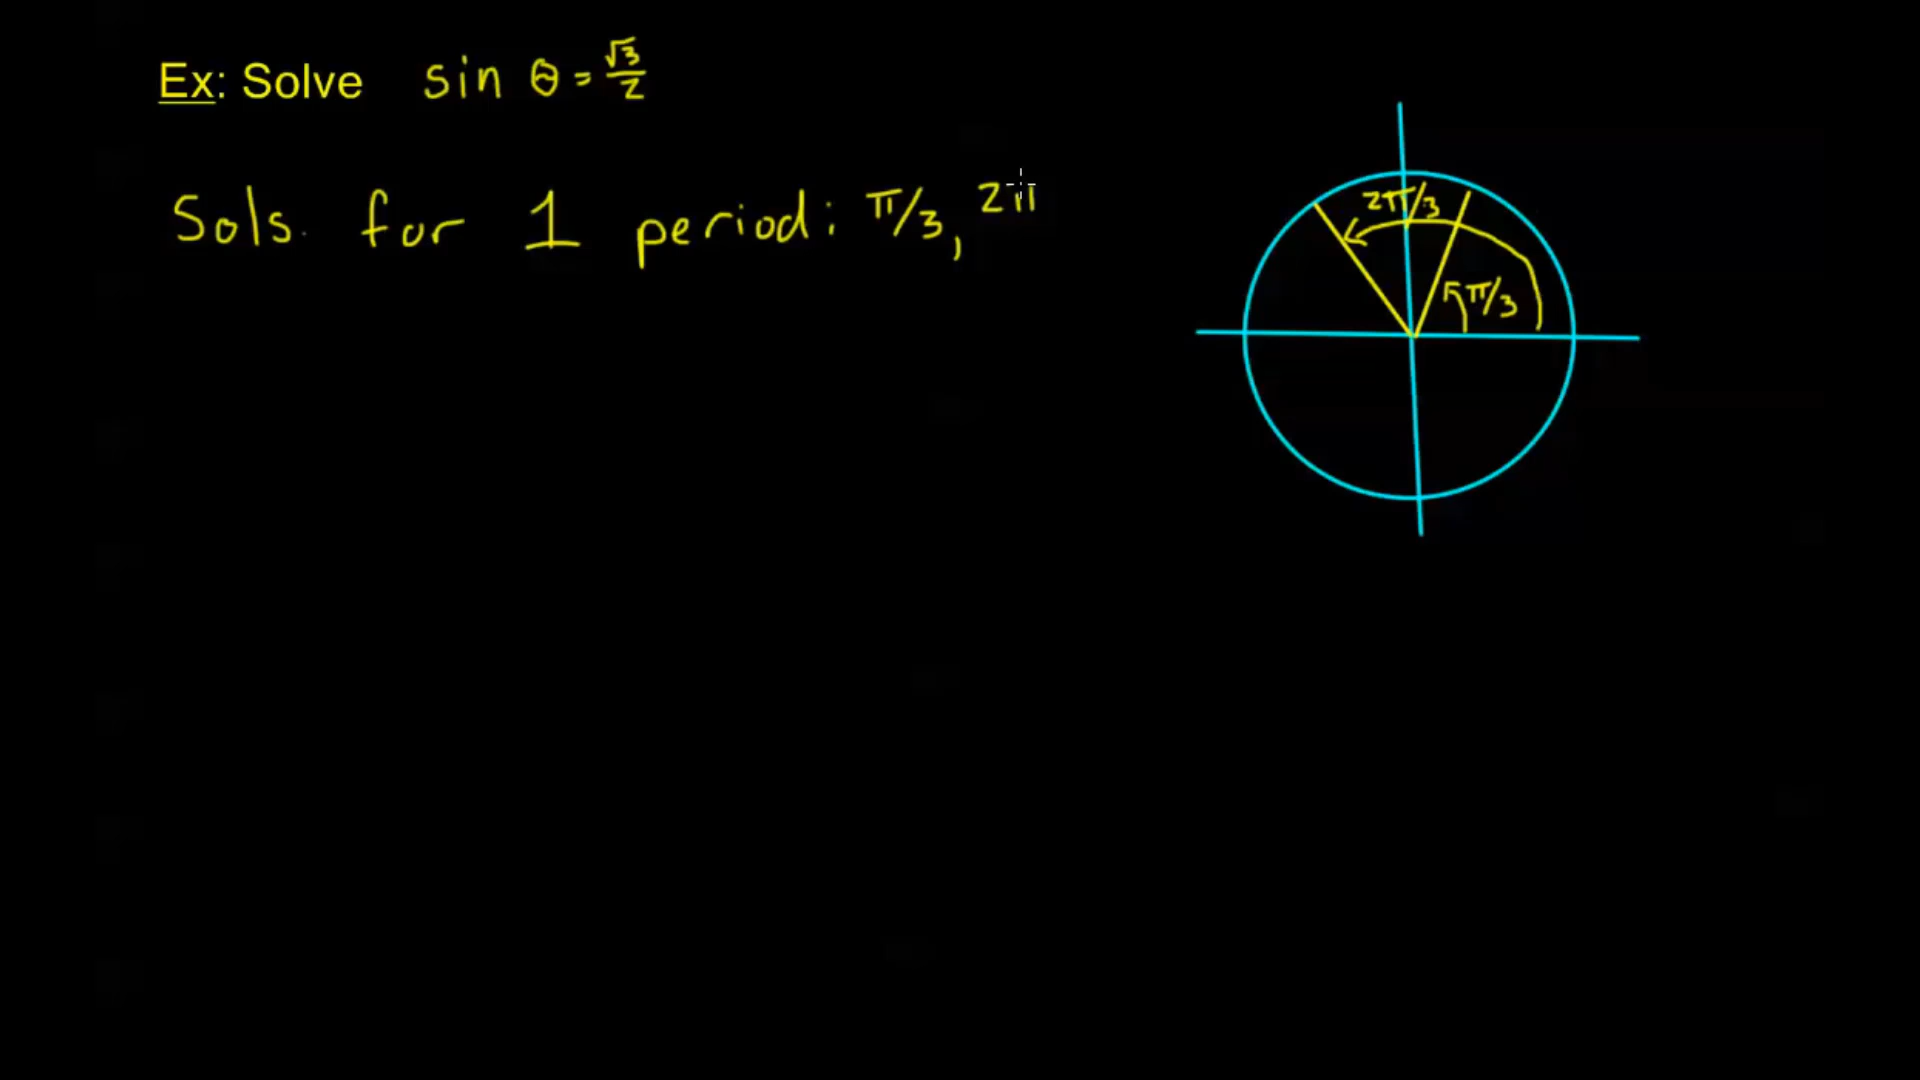 Ex: Solve sin θ = √3/2
Sols. for 1 period: π/3, 2π
2π/3
π/3